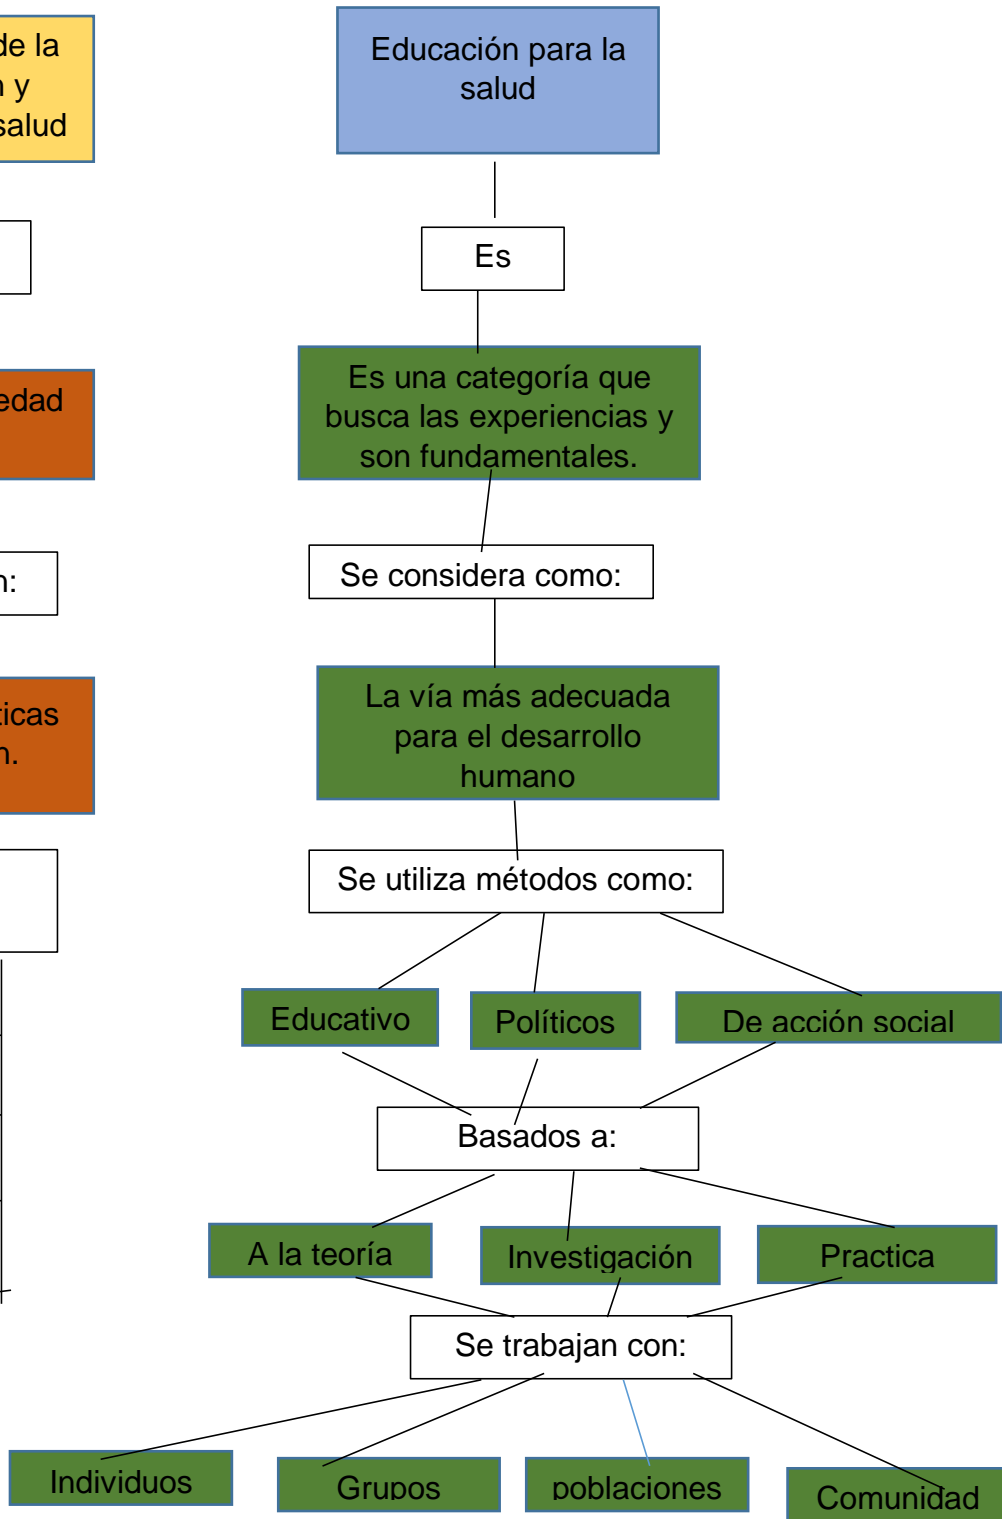 de la
y
salud
Educación para la
salud
Es
Es una categoría que
busca las experiencias y
son fundamentales.
Se considera como:
La vía más adecuada
para el desarrollo
humano
Se utiliza métodos como:
Educativo
Políticos
De acción social
Basados a:
A la teoría
Investigación
Practica
Se trabajan con:
Individuos
Grupos
poblaciones
Comunidad